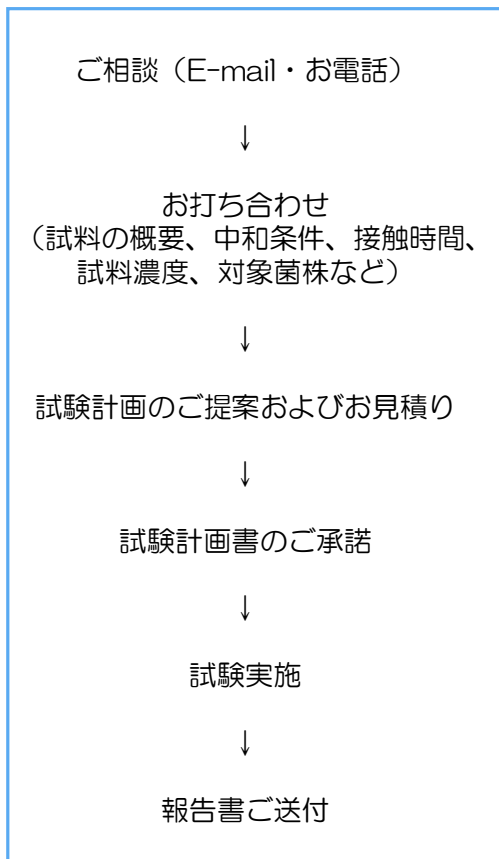 ご相談（E-mail・お電話）
↓
お打ち合わせ
（試料の概要、中和条件、接触時間、
試料濃度、対象菌株など）
↓
試験計画のご提案およびお見積り
↓
試験計画書のご承諾
↓
試験実施
↓
報告書ご送付